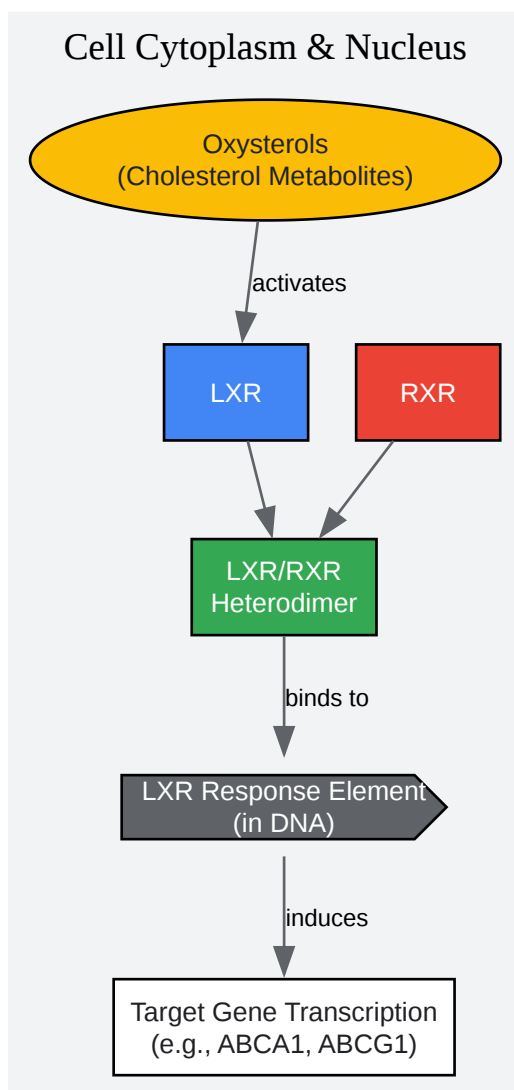 Cell Cytoplasm & Nucleus
Oxysterols
(Cholesterol Metabolites)
activates
LXR
RXR
LXR/RXR
Heterodimer
binds to
LXR Response Element
(in DNA)
induces
Target Gene Transcription
(e.g., ABCA1, ABCG1)